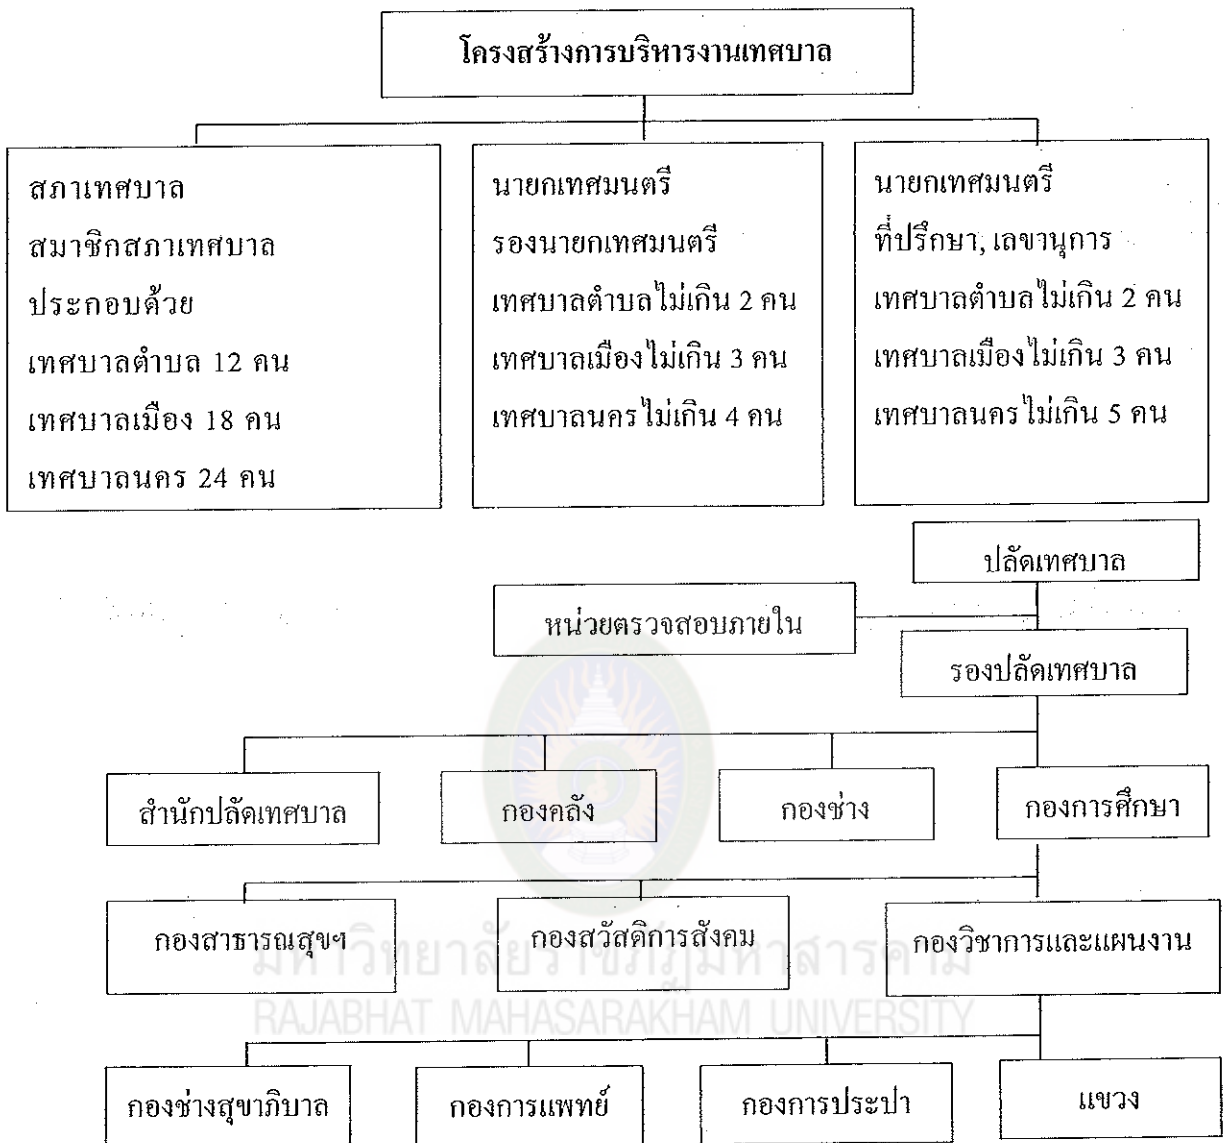 โครงสร้างการบริหารงานเทศบาล
สภาเทศบาล
สมาชิกสภาเทศบาล
ประกอบด้วย
เทศบาลตำบล 12 คน
เทศบาลเมือง 18 คน
เทศบาลนคร 24 คน
นายกเทศมนตรี
รองนายกเทศมนตรี
เทศบาลตำบลไม่เกิน 2 คน
เทศบาลเมืองไม่เกิน 3 คน
เทศบาลนครไม่เกิน 4 คน
นายกเทศมนตรี
ที่ปรึกษา, เลขานุการ
เทศบาลตำบลไม่เกิน 2 คน
เทศบาลเมืองไม่เกิน 3 คน
เทศบาลนครไม่เกิน 5 คน
ปลัดเทศบาล
หน่วยตรวจสอบภายใน
รองปลัดเทศบาล
สำนักปลัดเทศบาล
กองคลัง
กองช่าง
กองการศึกษา
กองสาธารณสุขฯ
กองสวัสดิการสังคม
กองวิชาการและแผนงาน
มหาวิทยาลัยราชภัฏมหาสารคาม
RAJABHAT MAHASARAKHAM UNIVERSITY
กองช่างสุขาภิบาล
กองการแพทย์
กองการประปา
แขวง